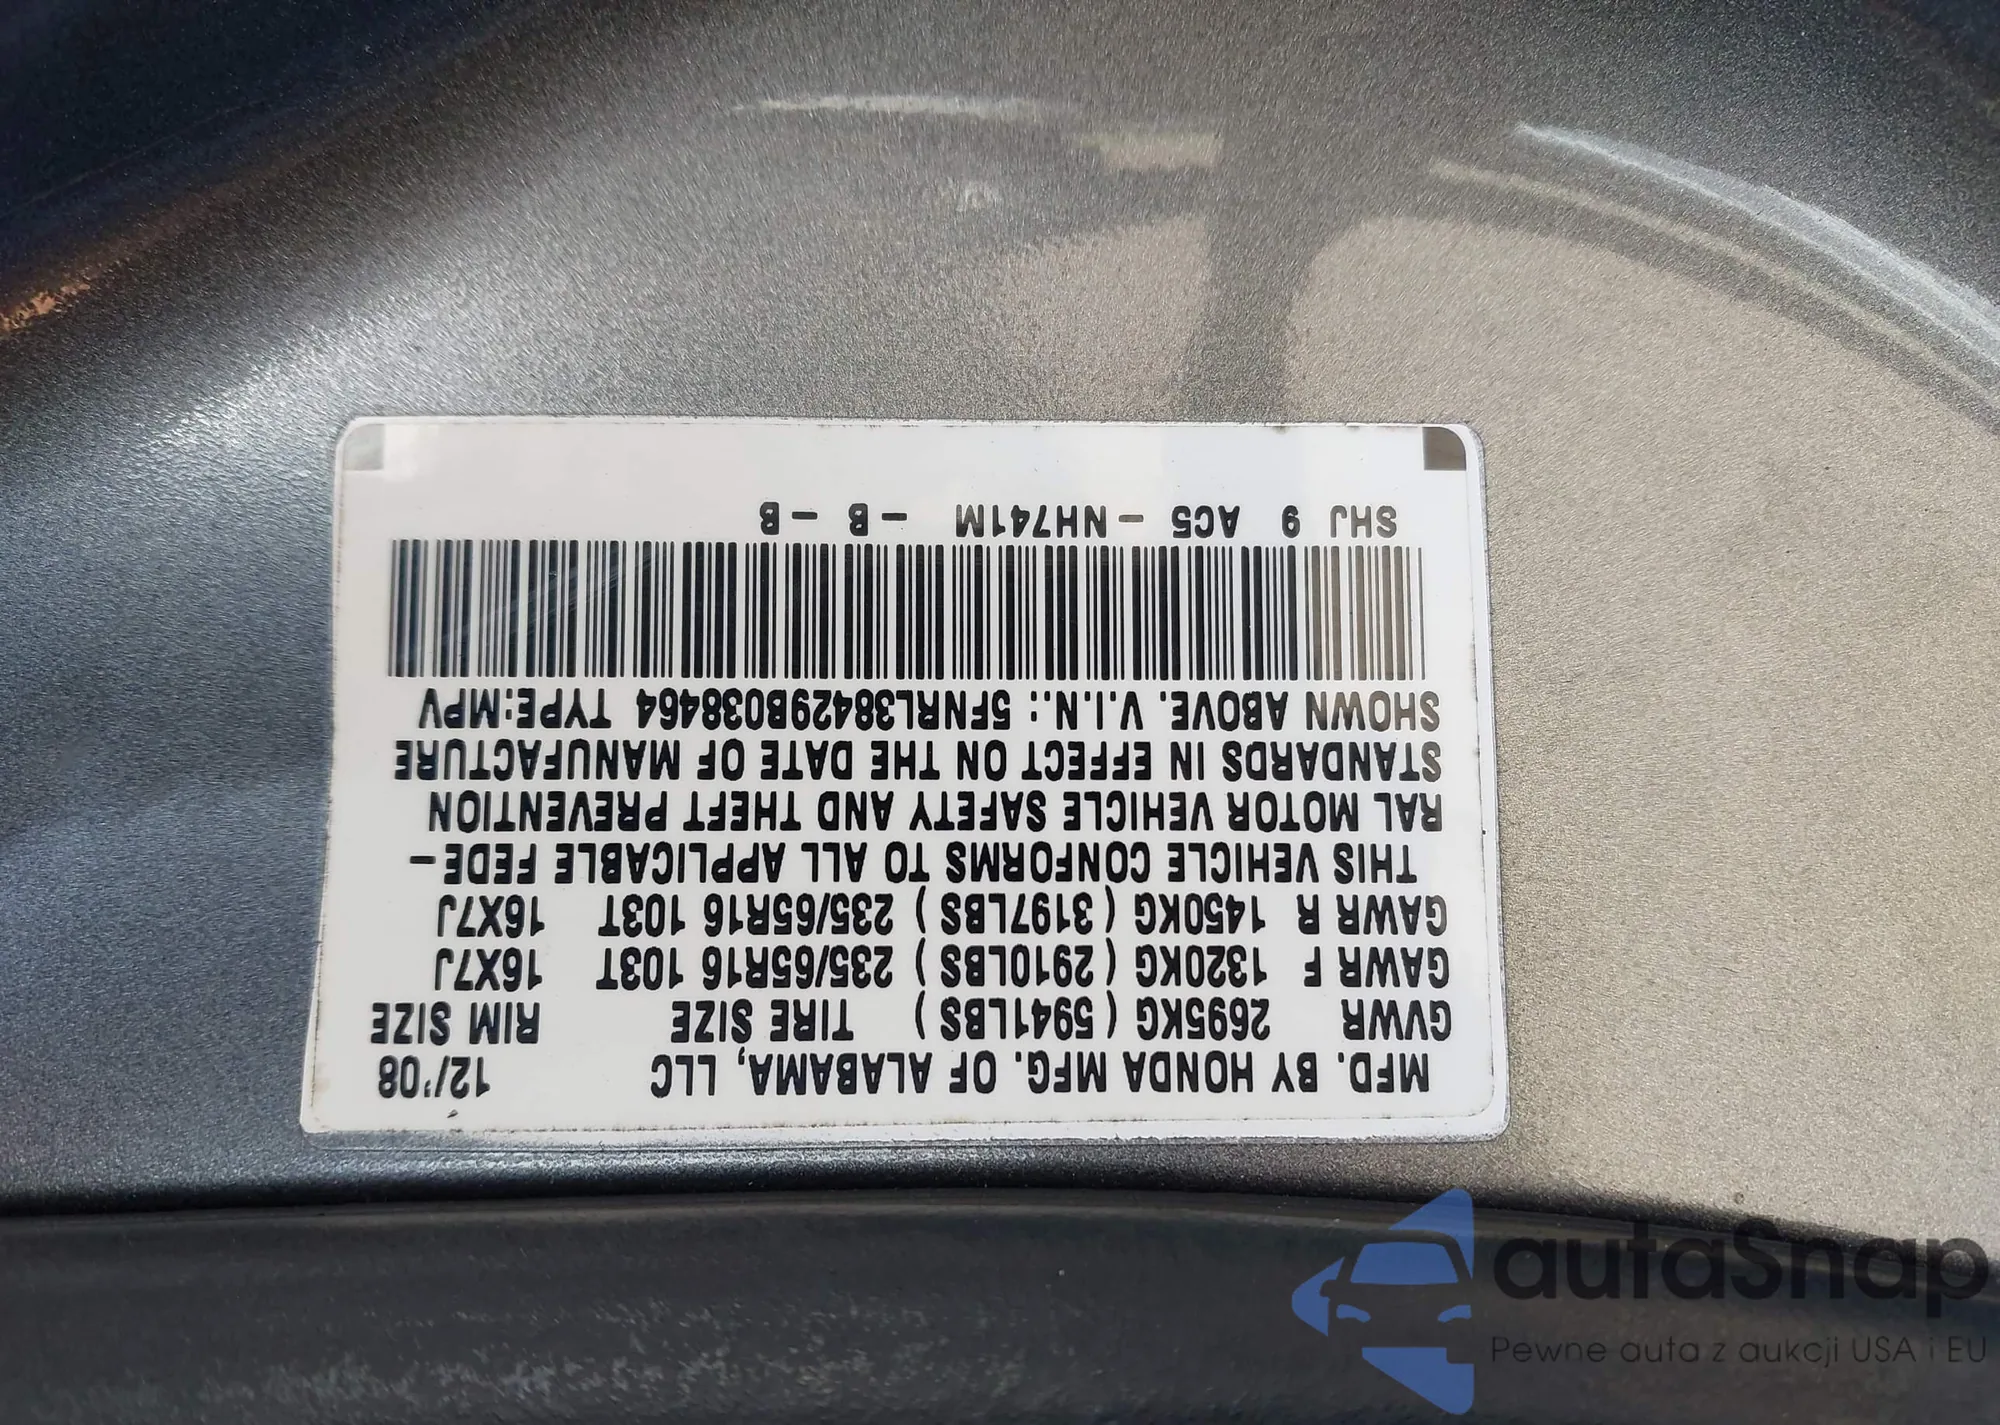 MFD. BY HONDA MFG. OF ALABAMA, LLC 12/'08
GVWR 2695KG ( 5941LBS ) TIRE SIZE RIM SIZE
GAWR F 1320KG ( 2910LBS ) 235/65R16 103T 16X7J
GAWR R 1450KG ( 3197LBS ) 235/65R16 103T 16X7J
THIS VEHICLE CONFORMS TO ALL APPLICABLE FEDE-
RAL MOTOR VEHICLE SAFETY AND THEFT PREVENTION
STANDARDS IN EFFECT ON THE DATE OF MANUFACTURE
SHOWN ABOVE. V.I.N.: 5FNRL38429B038464 TYPE:MPV
SHJ 9 AC5 - NH741M - B - B
autaSnap
Pewne auta z aukcji USA i EU